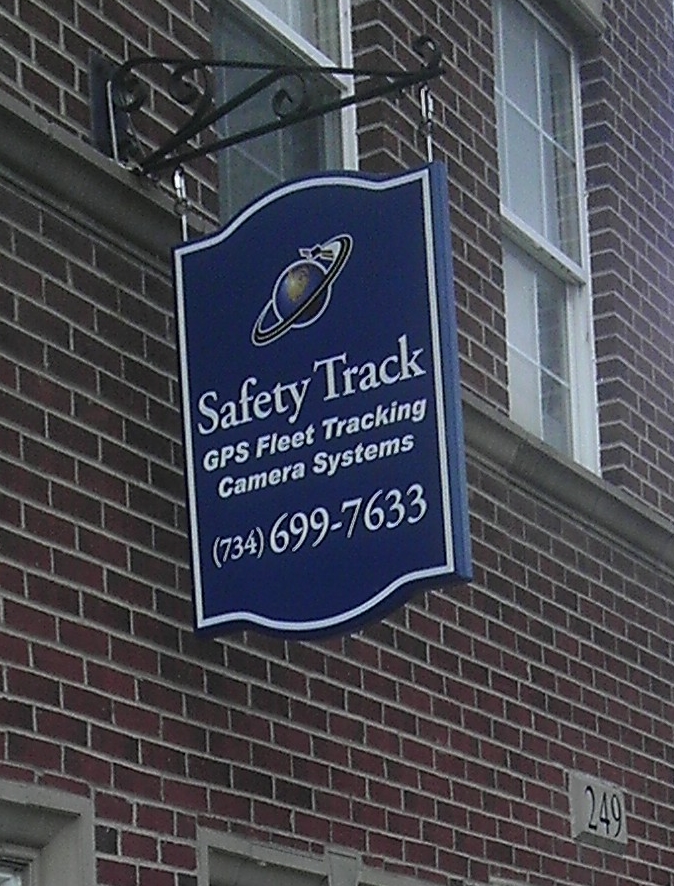 Safety Track
GPS Fleet Tracking
Camera Systems
(734) 699-7633
249